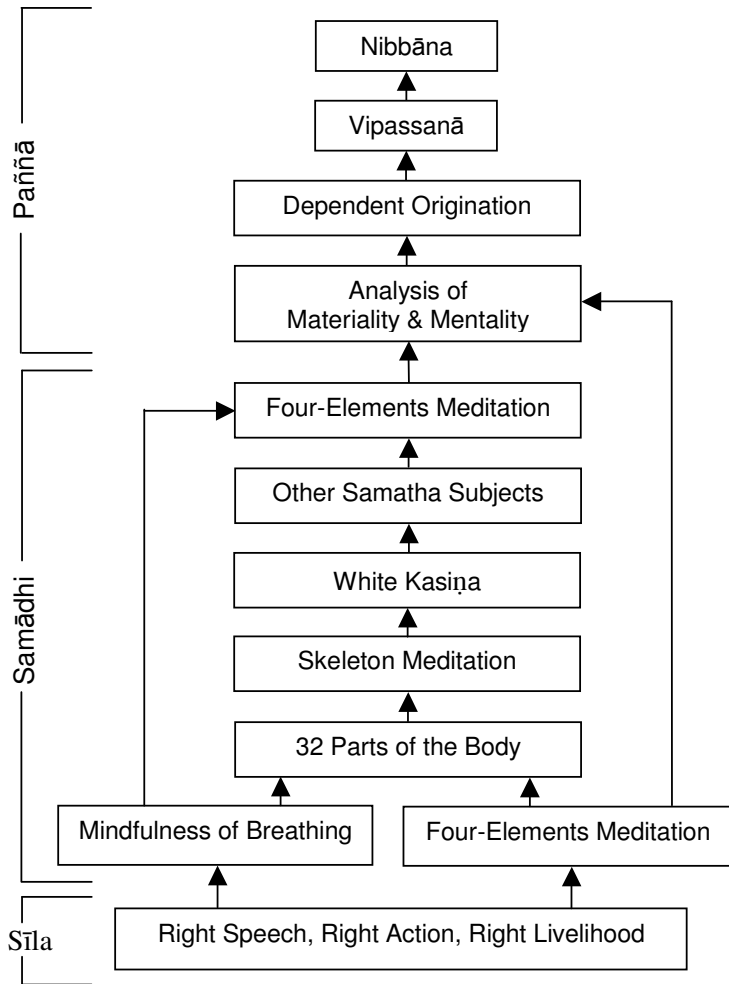 Nibbāna
Vipassanā
Dependent Origination
Analysis of
Materiality & Mentality
Paññā
Four-Elements Meditation
Other Samatha Subjects
White Kasiṇa
Skeleton Meditation
32 Parts of the Body
Mindfulness of Breathing
Four-Elements Meditation
Samādhi
Right Speech, Right Action, Right Livelihood
Sīla